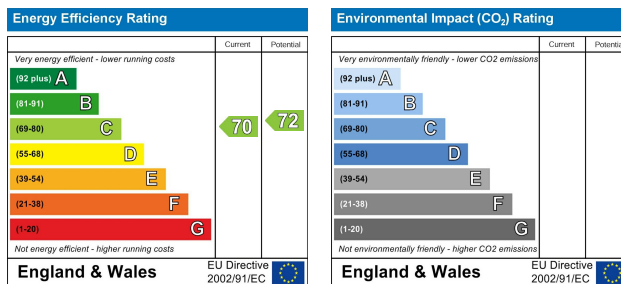 Energy Efficiency Rating
Current Potential
Very energy efficient - lower running costs
(92 plus) A
(81-91) B
(69-80) C
(55-68) D
(39-54) E
(21-38) F
(1-20) G
70
72
Not energy efficient - higher running costs
England & Wales
EU Directive
2002/91/EC
Environmental Impact (CO₂) Rating
Current Potentia
Very environmentally friendly - lower CO2 emissions
(92 plus) A
(81-91) B
(69-80) C
(55-68) D
(39-54) E
(21-38) F
(1-20) G
Not environmentally friendly - higher CO2 emissions
England & Wales
EU Directive
2002/91/EC